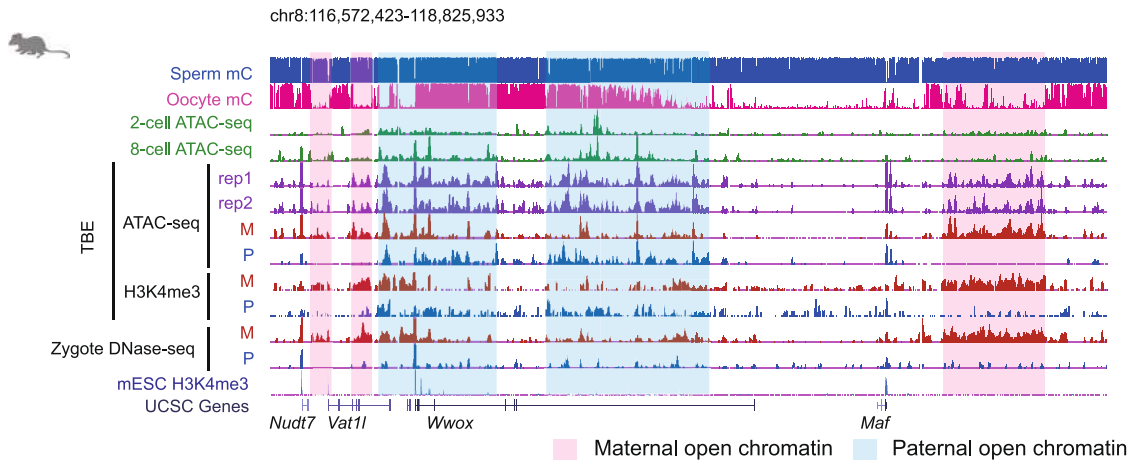 chr8:116,572,423-118,825,933
Sperm mC
Oocyte mC
2-cell ATAC-seq
8-cell ATAC-seq
TBE
ATAC-seq
rep1
rep2
M
P
H3K4me3
M
P
Zygote DNase-seq
M
P
mESC H3K4me3
UCSC Genes
Nudt7 Vat1l Wwox Maf
Maternal open chromatin Paternal open chromatin